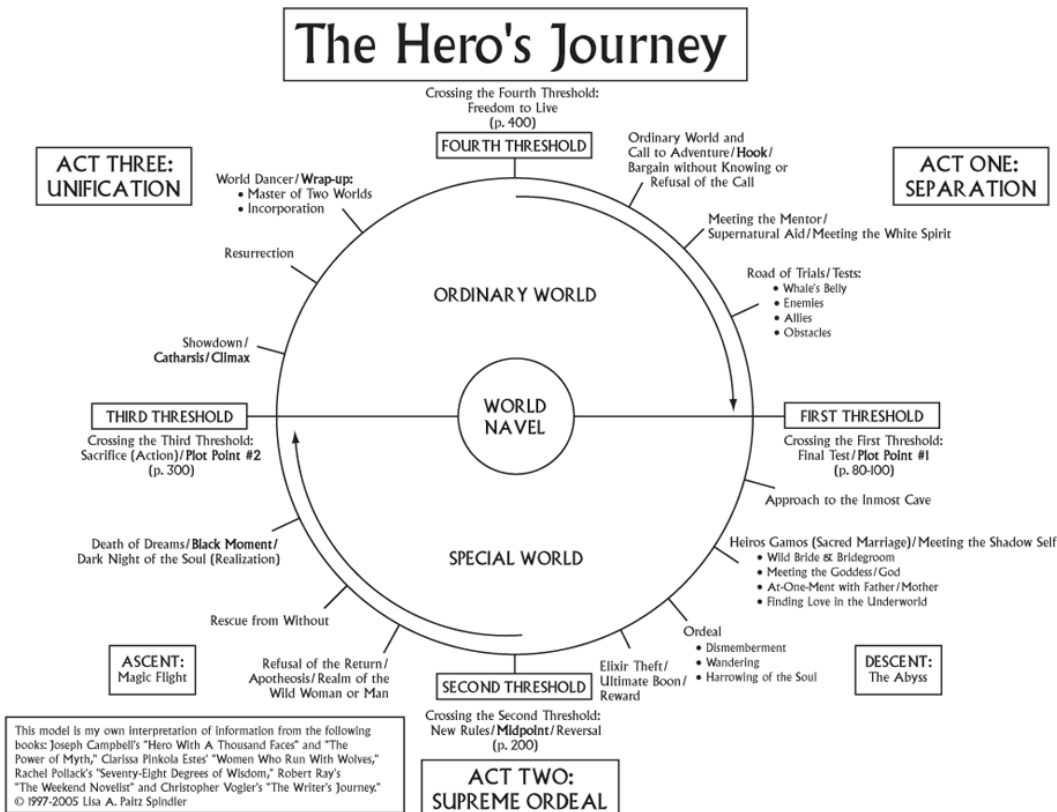 The Hero's Journey
Crossing the Fourth Threshold:
Freedom to Live
(p. 400)
FOURTH THRESHOLD
ACT THREE:
UNIFICATION
ACT ONE:
SEPARATION
Ordinary World and
Call to Adventure/Hook/
Bargain without Knowing or
Refusal of the Call
Meeting the Mentor/
Supernatural Aid/Meeting the White Spirit
Road of Trials/Tests:
• Whale's Belly
• Enemies
• Allies
• Obstacles
World Dancer/Wrap-up:
• Master of Two Worlds
• Incorporation
Resurrection
Showdown/
Catharsis/Climax
ORDINARY WORLD
WORLD
NAVEL
THIRD THRESHOLD
Crossing the Third Threshold:
Sacrifice (Action)/Plot Point #2
(p. 300)
FIRST THRESHOLD
Crossing the First Threshold:
Final Test/Plot Point #1
(p. 80-100)
Approach to the Inmost Cave
Heiros Gamos (Sacred Marriage)/Meeting the Shadow Self
• Wild Bride & Bridegroom
• Meeting the Goddess/God
• At-One-Ment with Father/Mother
• Finding Love in the Underworld
SPECIAL WORLD
Death of Dreams/Black Moment/
Dark Night of the Soul (Realization)
Rescue from Without
Refusal of the Return/
Apotheosis/Realm of the
Wild Woman or Man
Ordeal
• Dismemberment
• Wandering
• Harrowing of the Soul
Elixir Theft/
Ultimate Boon/
Reward
ASCENT:
Magic Flight
DESCENT:
The Abyss
SECOND THRESHOLD
Crossing the Second Threshold:
New Rules/Midpoint/Reversal
(p. 200)
ACT TWO:
SUPREME ORDEAL
This model is my own interpretation of information from the following
books: Joseph Campbell's "Hero With A Thousand Faces" and "The
Power of Myth," Clarissa Pinkola Estes' "Women Who Run With Wolves,"
Rachel Pollack's "Seventy-Eight Degrees of Wisdom," Robert Ray's
"The Weekend Novelist" and Christopher Vogler's "The Writer's Journey."
© 1997-2005 Lisa A. Paitz Spindler